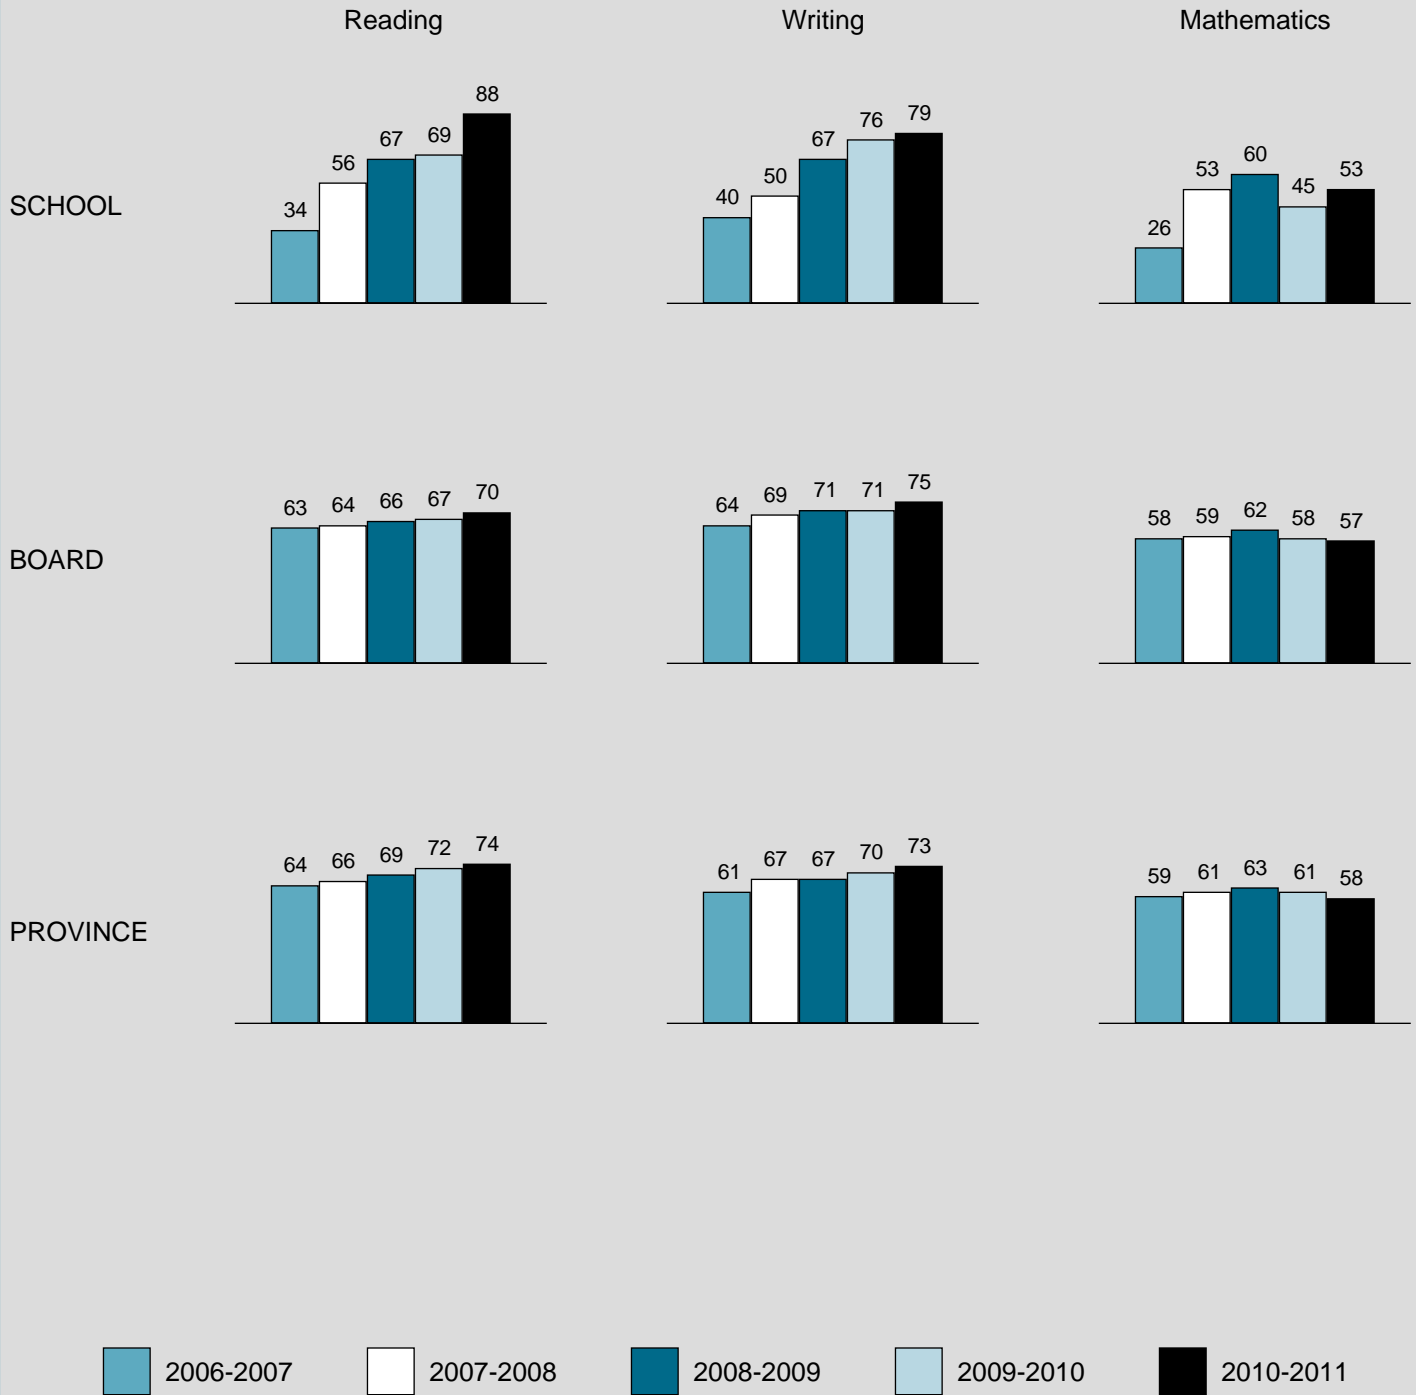 Reading Writing Mathematics
SCHOOL
34 56 67 69 88
40 50 67 76 79
26 53 60 45 53
BOARD
63 64 66 67 70
64 69 71 71 75
58 59 62 58 57
PROVINCE
64 66 69 72 74
61 67 67 70 73
59 61 63 61 58
2006-2007 2007-2008 2008-2009 2009-2010 2010-2011